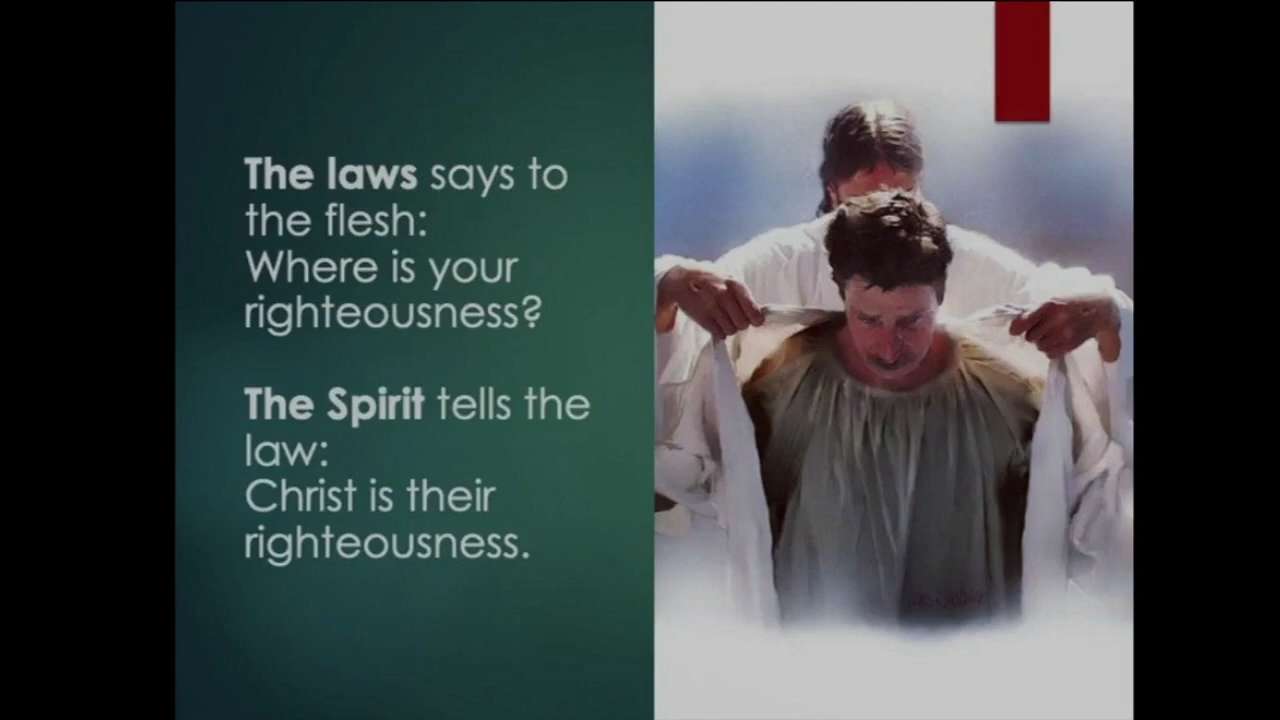 The laws says to
the flesh:
Where is your
righteousness?
The Spirit tells the
law:
Christ is their
righteousness.